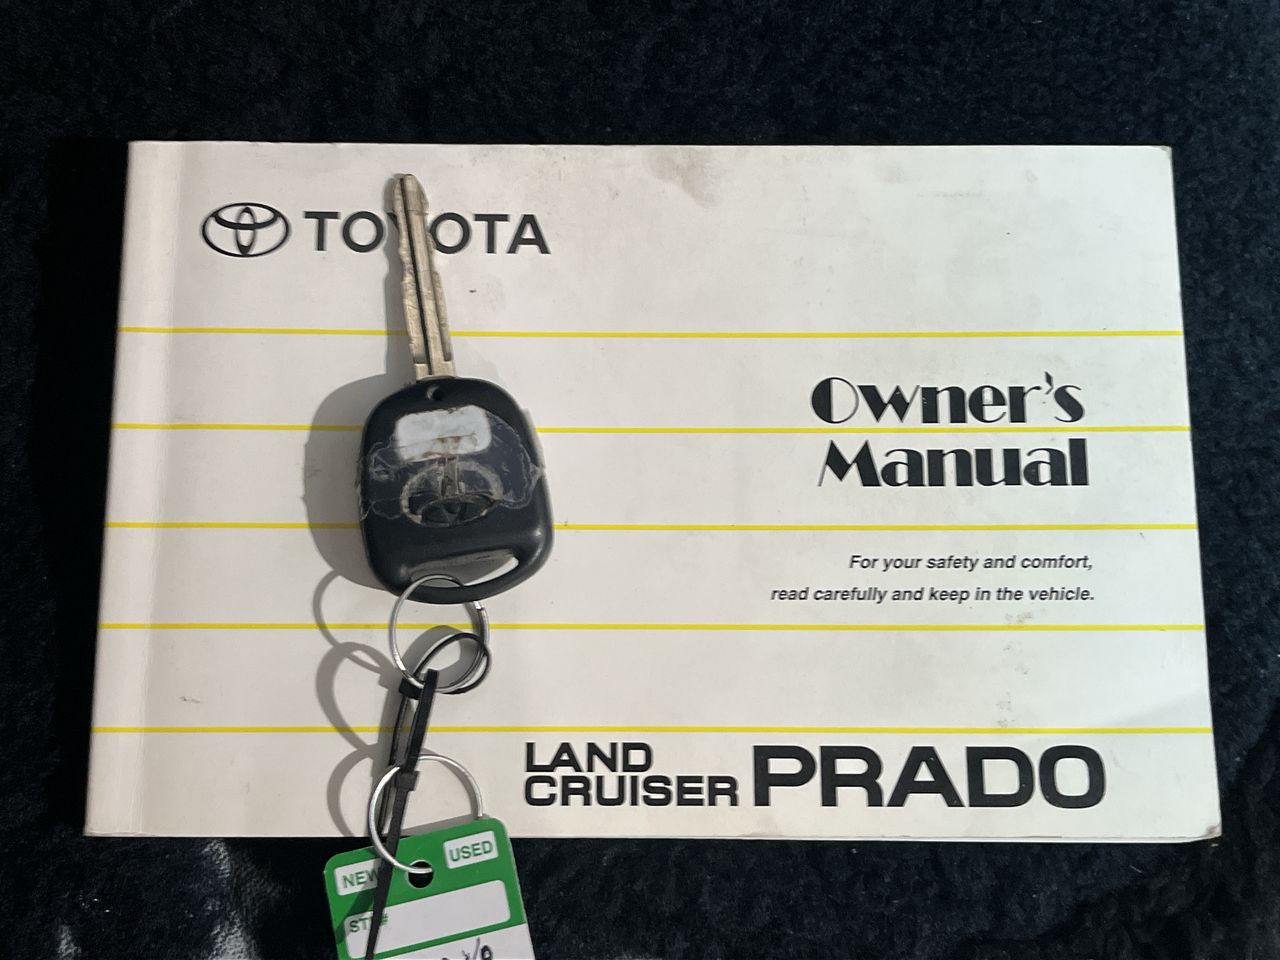 TOYOTA
Owner's
Manual
For your safety and comfort,
read carefully and keep in the vehicle.
LAND
CRUISER PRADO
NEW USED